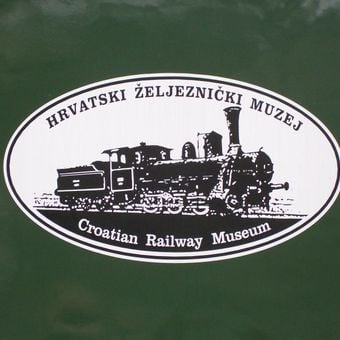 HRVATSKI ŽELJEZNIČKI MUZEJ
Croatian Railway Museum